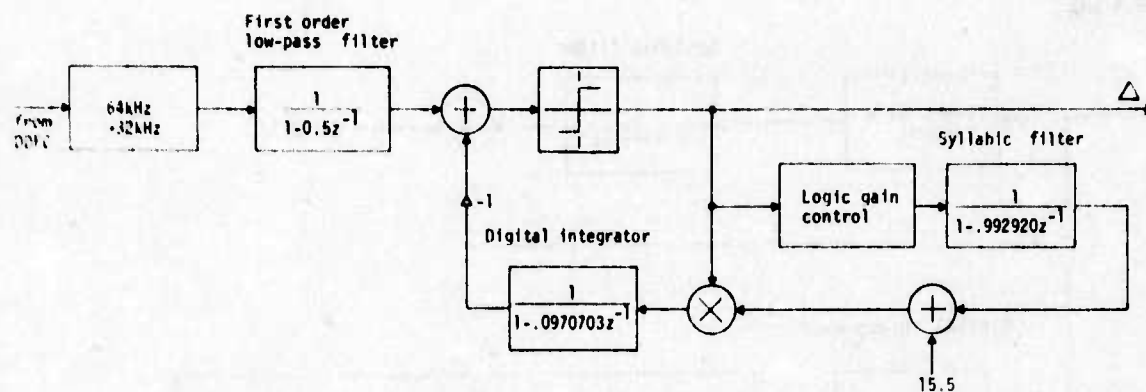 First order
low-pass filter
64kHz
+32kHz
from
1
1-0.5z⁻¹
+
Δ
Syllabic filter
Δ-1
Logic gain
control
1
1-.992920z⁻¹
Digital integrator
1
1-.0970703z⁻¹
×
+
15.5